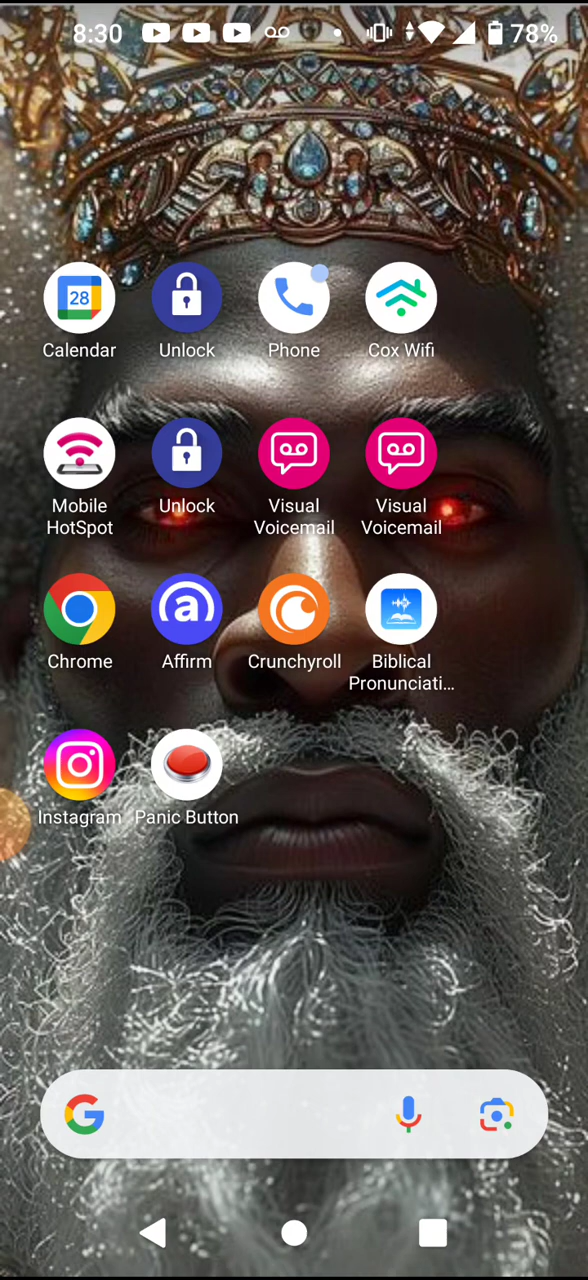 8:30
78%
28
Calendar
Unlock
Phone
Cox Wifi
Mobile
HotSpot
Unlock
Visual
Voicemail
Visual
Voicemail
Chrome
a
Affirm
Crunchyroll
Biblical
Pronunciati...
Instagram
Panic Button
G